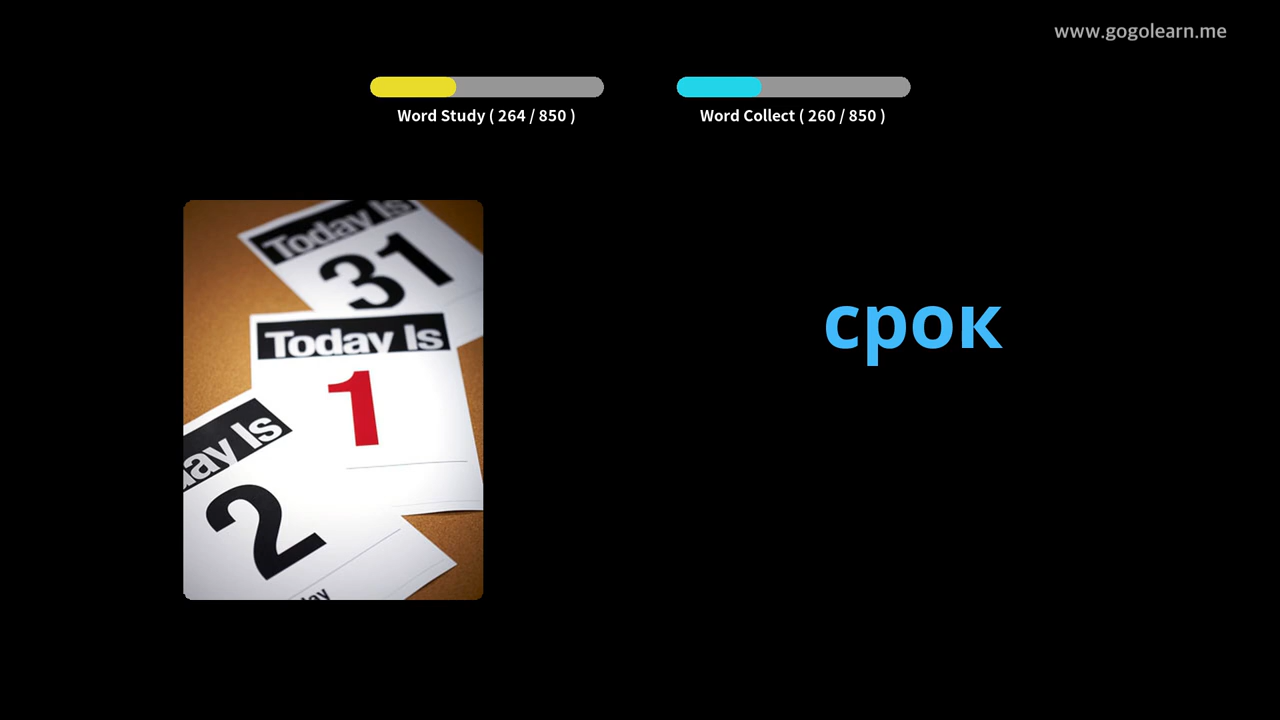 www.gogolearn.me
Word Study ( 264 / 850 )
Word Collect ( 260 / 850 )
Today Is
31
Today Is
1
ay Is
2
срок